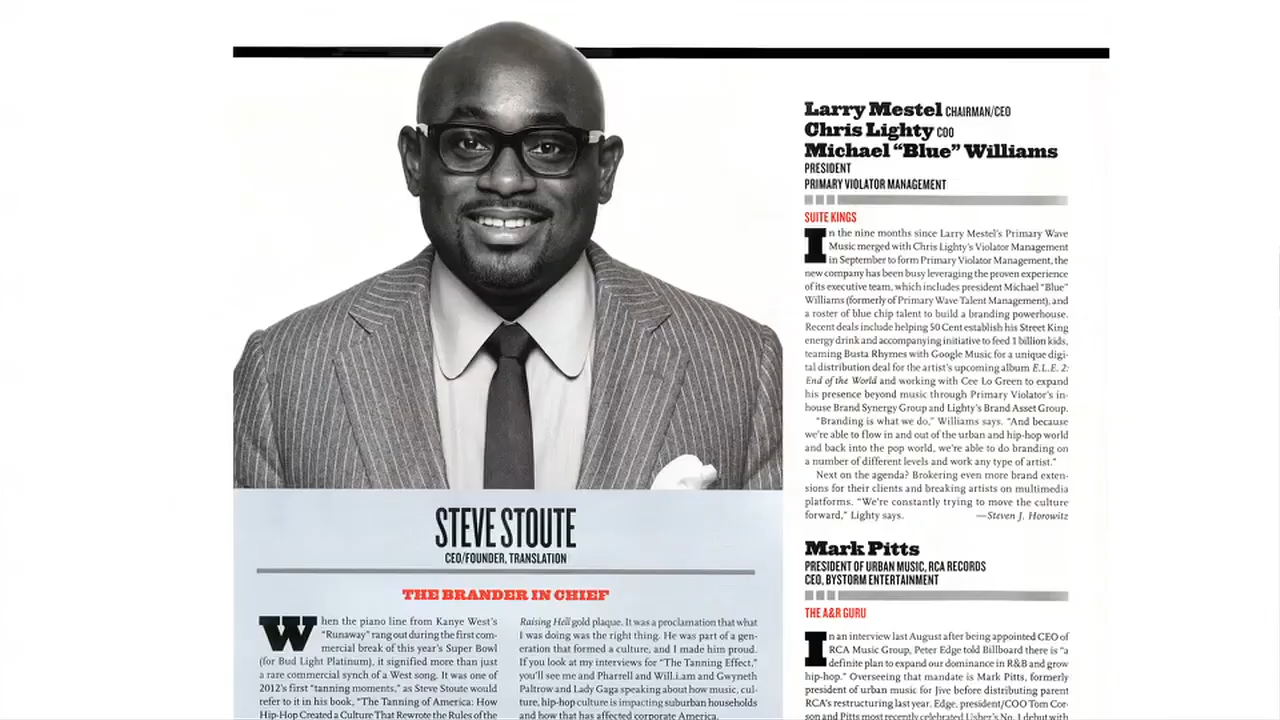 STEVE STOUTE
CEO/FOUNDER, TRANSLATION
THE BRANDER IN CHIEF
When the piano line from Kanye West's
"Runaway" rang out during the first com-
mercial break of this year's Super Bowl
(for Bud Light Platinum), it signified more than just
a rare commercial synch of a West song. It was one of
2012's first "tanning moments," as Steve Stoute would
refer to it in his book, "The Tanning of America: How
Hip-Hop Created a Culture That Rewrote the Rules of the
Raising Hell gold plaque. It was a proclamation that what
I was doing was the right thing. He was part of a gen-
eration that formed a culture, and I made him proud.
If you look at my interviews for "The Tanning Effect,"
you'll see me and Pharrell and Will.i.am and Gwyneth
Paltrow and Lady Gaga speaking about how music, cul-
ture, hip-hop culture is impacting suburban households
and how that has affected corporate America.
Larry Mestel CHAIRMAN/CEO
Chris Lighty COO
Michael "Blue" Williams
PRESIDENT
PRIMARY VIOLATOR MANAGEMENT
SUITE KINGS
In the nine months since Larry Mestel's Primary Wave
Music merged with Chris Lighty's Violator Management
in September to form Primary Violator Management, the
new company has been busy leveraging the proven experience
of its executive team, which includes president Michael "Blue"
Williams (formerly of Primary Wave Talent Management), and
a roster of blue chip talent to build a branding powerhouse.
Recent deals include helping 50 Cent establish his Street King
energy drink and accompanying initiative to feed 1 billion kids,
teaming Busta Rhymes with Google Music for a unique digi-
tal distribution deal for the artist's upcoming album E.L.E. 2:
End of the World and working with Cee Lo Green to expand
his presence beyond music through Primary Violator's in-
house Brand Synergy Group and Lighty's Brand Asset Group.
"Branding is what we do," Williams says. "And because
we're able to flow in and out of the urban and hip-hop world
and back into the pop world, we're able to do branding on
a number of different levels and work any type of artist."
Next on the agenda? Brokering even more brand exten-
sions for their clients and breaking artists on multimedia
platforms. "We're constantly trying to move the culture
forward," Lighty says. —Steven J. Horowitz
Mark Pitts
PRESIDENT OF URBAN MUSIC, RCA RECORDS
CEO, BYSTORM ENTERTAINMENT
THE A&R GURU
In an interview last August after being appointed CEO of
RCA Music Group, Peter Edge told Billboard there is "a
definite plan to expand our dominance in R&B and grow
hip-hop." Overseeing that mandate is Mark Pitts, formerly
president of urban music for Jive before distributing parent
RCA's restructuring last year. Edge, president/COO Tom Cor-
son and Pitts most recently celebrated Usher's No. 1 debut with